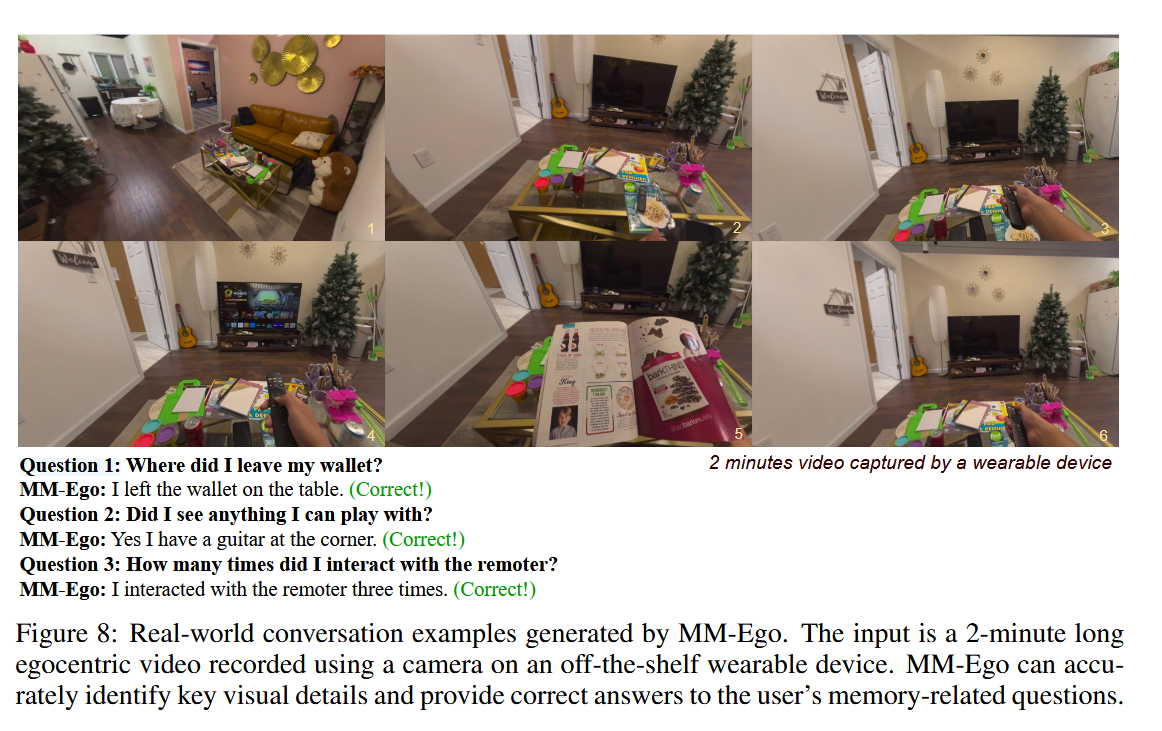 1
2
3
Welcome
4
King
barkTHINS
5
6
2 minutes video captured by a wearable device
Question 1: Where did I leave my wallet?
MM-Ego: I left the wallet on the table. (Correct!)
Question 2: Did I see anything I can play with?
MM-Ego: Yes I have a guitar at the corner. (Correct!)
Question 3: How many times did I interact with the remoter?
MM-Ego: I interacted with the remoter three times. (Correct!)
Figure 8: Real-world conversation examples generated by MM-Ego. The input is a 2-minute long
egocentric video recorded using a camera on an off-the-shelf wearable device. MM-Ego can accu-
rately identify key visual details and provide correct answers to the user's memory-related questions.